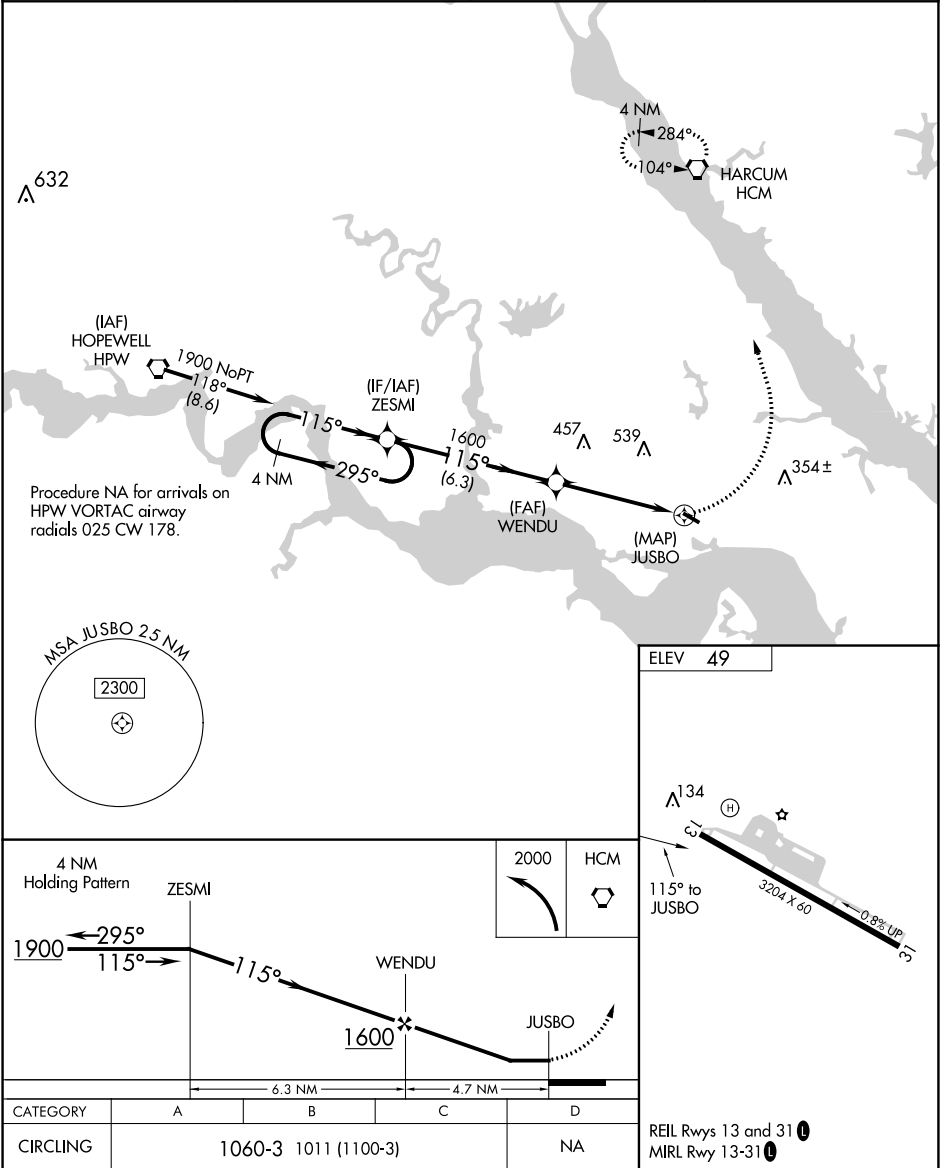 4 NM
284°
104°
HARCUM
HCM
632
(IAF)
HOPEWELL
HPW
1900 NoPT
118°
(8.6)
(IF/IAF)
ZESMI
115°
295°
4 NM
1600
115°
(6.3)
457
539
354±
(FAF)
WENDU
(MAP)
JUSBO
Procedure NA for arrivals on
HPW VORTAC airway
radials 025 CW 178.
MSA JUSBO 25 NM
2300
ELEV 49
134
H
13
115° to
JUSBO
3204 X 60
0.8% UP
31
REIL Rwys 13 and 31 L
MIRL Rwy 13-31 L
4 NM
Holding Pattern
ZESMI
2000
HCM
1900
295°
115°
115°
WENDU
1600
JUSBO
6.3 NM
4.7 NM
CATEGORY A B C D
CIRCLING 1060-3 1011 (1100-3) NA